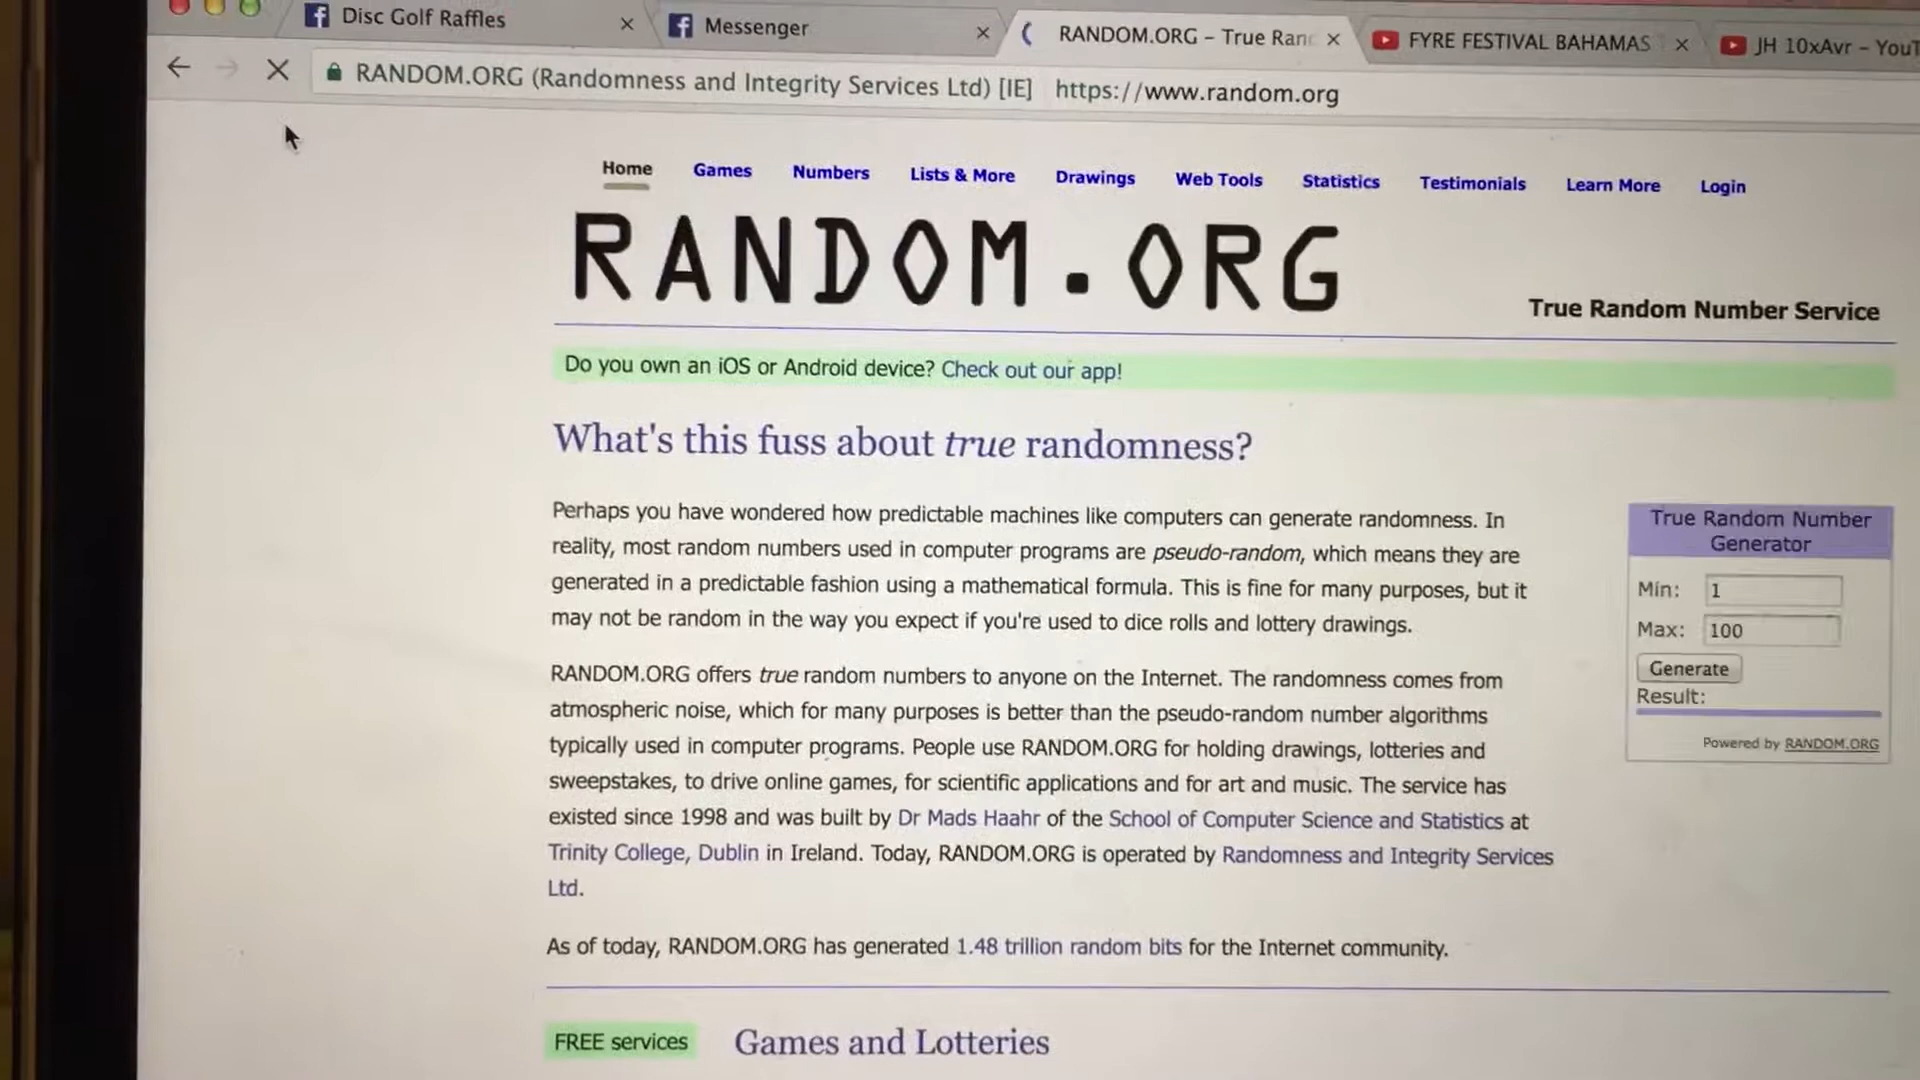 Disc Golf Raffles
Messenger
RANDOM.ORG – True Ran
FYRE FESTIVAL BAHAMAS
JH 10xAvr – YouT
RANDOM.ORG (Randomness and Integrity Services Ltd) [IE] https://www.random.org
Home Games Numbers Lists & More Drawings Web Tools Statistics Testimonials Learn More Login
RANDOM.ORG
True Random Number Service
Do you own an iOS or Android device? Check out our app!
What's this fuss about true randomness?
Perhaps you have wondered how predictable machines like computers can generate randomness. In
reality, most random numbers used in computer programs are pseudo-random, which means they are
generated in a predictable fashion using a mathematical formula. This is fine for many purposes, but it
may not be random in the way you expect if you're used to dice rolls and lottery drawings.
RANDOM.ORG offers true random numbers to anyone on the Internet. The randomness comes from
atmospheric noise, which for many purposes is better than the pseudo-random number algorithms
typically used in computer programs. People use RANDOM.ORG for holding drawings, lotteries and
sweepstakes, to drive online games, for scientific applications and for art and music. The service has
existed since 1998 and was built by Dr Mads Haahr of the School of Computer Science and Statistics at
Trinity College, Dublin in Ireland. Today, RANDOM.ORG is operated by Randomness and Integrity Services
Ltd.
As of today, RANDOM.ORG has generated 1.48 trillion random bits for the Internet community.
True Random Number
Generator
Min: 1
Max: 100
Generate
Result:
Powered by RANDOM.ORG
FREE services
Games and Lotteries